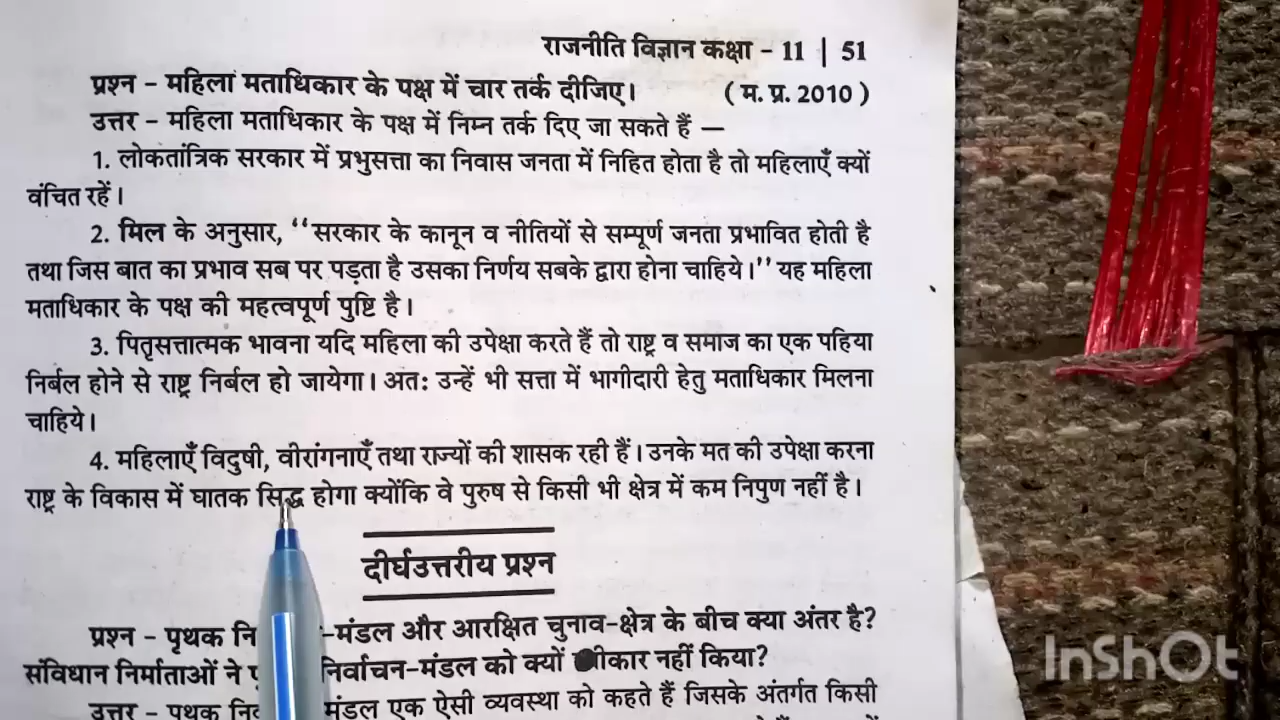 राजनीति विज्ञान कक्षा - 11 | 51
प्रश्न - महिला मताधिकार के पक्ष में चार तर्क दीजिए। ( म. प्र. 2010 )
उत्तर - महिला मताधिकार के पक्ष में निम्न तर्क दिए जा सकते हैं —
1. लोकतांत्रिक सरकार में प्रभुसत्ता का निवास जनता में निहित होता है तो महिलाएँ क्यों
वंचित रहें।
2. मिल के अनुसार, ‘‘सरकार के कानून व नीतियों से सम्पूर्ण जनता प्रभावित होती है
तथा जिस बात का प्रभाव सब पर पड़ता है उसका निर्णय सबके द्वारा होना चाहिये।’’ यह महिला
मताधिकार के पक्ष की महत्वपूर्ण पुष्टि है।
3. पितृसत्तात्मक भावना यदि महिला की उपेक्षा करते हैं तो राष्ट्र व समाज का एक पहिया
निर्बल होने से राष्ट्र निर्बल हो जायेगा। अत: उन्हें भी सत्ता में भागीदारी हेतु मताधिकार मिलना
चाहिये।
4. महिलाएँ विदुषी, वीरांगनाएँ तथा राज्यों की शासक रही हैं। उनके मत की उपेक्षा करना
राष्ट्र के विकास में घातक सिद्ध होगा क्योंकि वे पुरुष से किसी भी क्षेत्र में कम निपुण नहीं है।
दीर्घउत्तरीय प्रश्न
प्रश्न - पृथक -मंडल और आरक्षित चुनाव-क्षेत्र के बीच क्या अंतर है?
संविधान निर्माताओं ने निर्वाचन-मंडल को क्यों नहीं किया?
उत्तर - पृथक मंडल एक ऐसी व्यवस्था को कहते हैं जिसके अंतर्गत किसी
InShOt